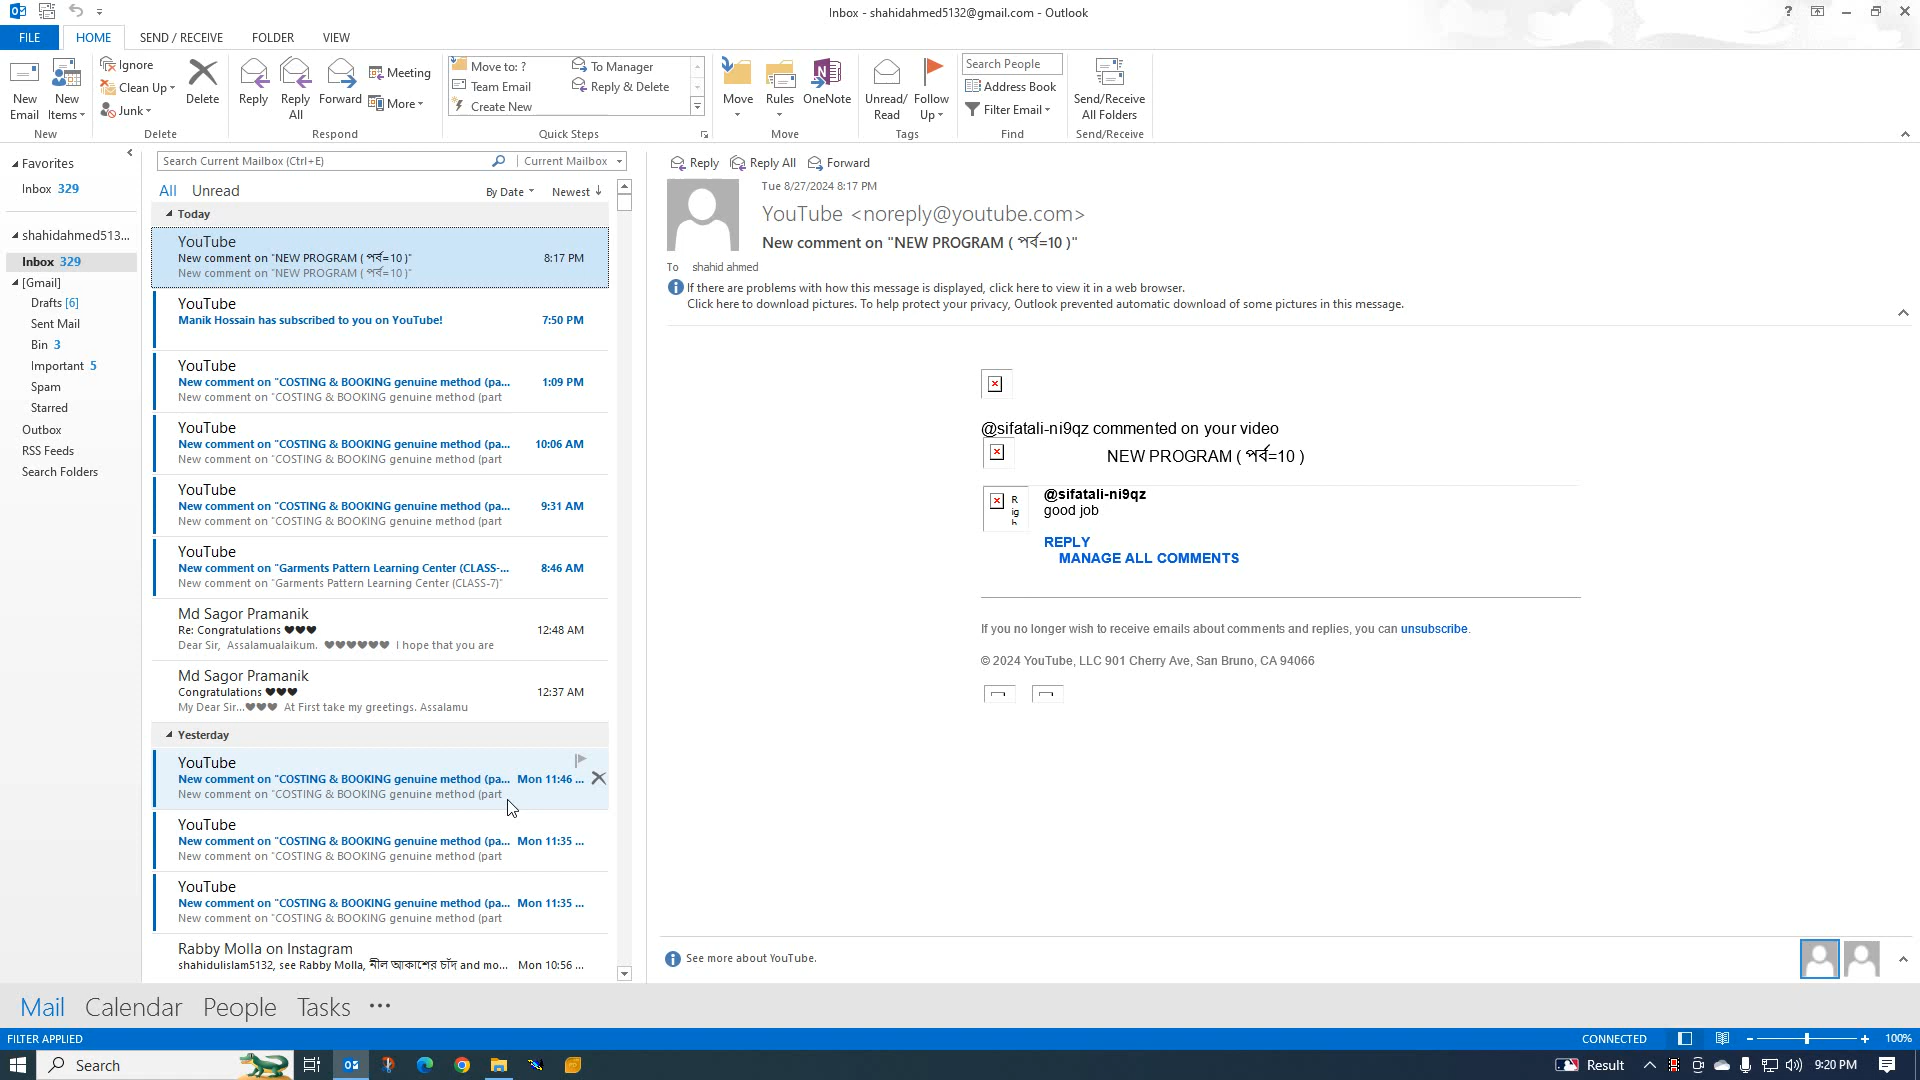 Inbox - shahidahmed5132@gmail.com - Outlook
FILE HOME SEND / RECEIVE FOLDER VIEW
New Email
New Items
Ignore
Clean Up
Junk
Delete
Reply
Reply All
Forward
Meeting
More
Move to: ?
Team Email
Create New
To Manager
Reply & Delete
Move
Rules
OneNote
Unread/ Read
Follow Up
Search People
Address Book
Filter Email
Send/Receive All Folders
New Delete Respond Quick Steps Move Tags Find Send/Receive
Favorites
Inbox 329
shahidahmed513...
Inbox 329
[Gmail]
Drafts [6]
Sent Mail
Bin 3
Important 5
Spam
Starred
Outbox
RSS Feeds
Search Folders
Search Current Mailbox (Ctrl+E) Current Mailbox
All Unread By Date Newest ↓
Today
YouTube
New comment on "NEW PROGRAM ( পর্ব=10 )" 8:17 PM
New comment on "NEW PROGRAM ( পর্ব=10 )"
YouTube
Manik Hossain has subscribed to you on YouTube! 7:50 PM
YouTube
New comment on "COSTING & BOOKING genuine method (pa... 1:09 PM
New comment on "COSTING & BOOKING genuine method (part
YouTube
New comment on "COSTING & BOOKING genuine method (pa... 10:06 AM
New comment on "COSTING & BOOKING genuine method (part
YouTube
New comment on "COSTING & BOOKING genuine method (pa... 9:31 AM
New comment on "COSTING & BOOKING genuine method (part
YouTube
New comment on "Garments Pattern Learning Center (CLASS-... 8:46 AM
New comment on "Garments Pattern Learning Center (CLASS-7)"
Md Sagor Pramanik
Re: Congratulations ♥♥♥ 12:48 AM
Dear Sir, Assalamualaikum. ♥♥♥♥♥♥ I hope that you are
Md Sagor Pramanik
Congratulations ♥♥♥ 12:37 AM
My Dear Sir...♥♥♥ At First take my greetings. Assalamu
Yesterday
YouTube
New comment on "COSTING & BOOKING genuine method (pa... Mon 11:46 ...
New comment on "COSTING & BOOKING genuine method (part
YouTube
New comment on "COSTING & BOOKING genuine method (pa... Mon 11:35 ...
New comment on "COSTING & BOOKING genuine method (part
YouTube
New comment on "COSTING & BOOKING genuine method (pa... Mon 11:35 ...
New comment on "COSTING & BOOKING genuine method (part
Rabby Molla on Instagram
shahidulislam5132, see Rabby Molla, নীল আকাশের চাঁদ and mo... Mon 10:56 ...
Reply Reply All Forward
Tue 8/27/2024 8:17 PM
YouTube <noreply@youtube.com>
New comment on "NEW PROGRAM ( পর্ব=10 )"
To shahid ahmed
If there are problems with how this message is displayed, click here to view it in a web browser.
Click here to download pictures. To help protect your privacy, Outlook prevented automatic download of some pictures in this message.
@sifatali-ni9qz commented on your video
NEW PROGRAM ( পর্ব=10 )
R
ig
h
@sifatali-ni9qz
good job
REPLY
MANAGE ALL COMMENTS
If you no longer wish to receive emails about comments and replies, you can unsubscribe.
© 2024 YouTube, LLC 901 Cherry Ave, San Bruno, CA 94066
See more about YouTube.
Mail Calendar People Tasks ...
FILTER APPLIED CONNECTED 100%
Search Result 9:20 PM